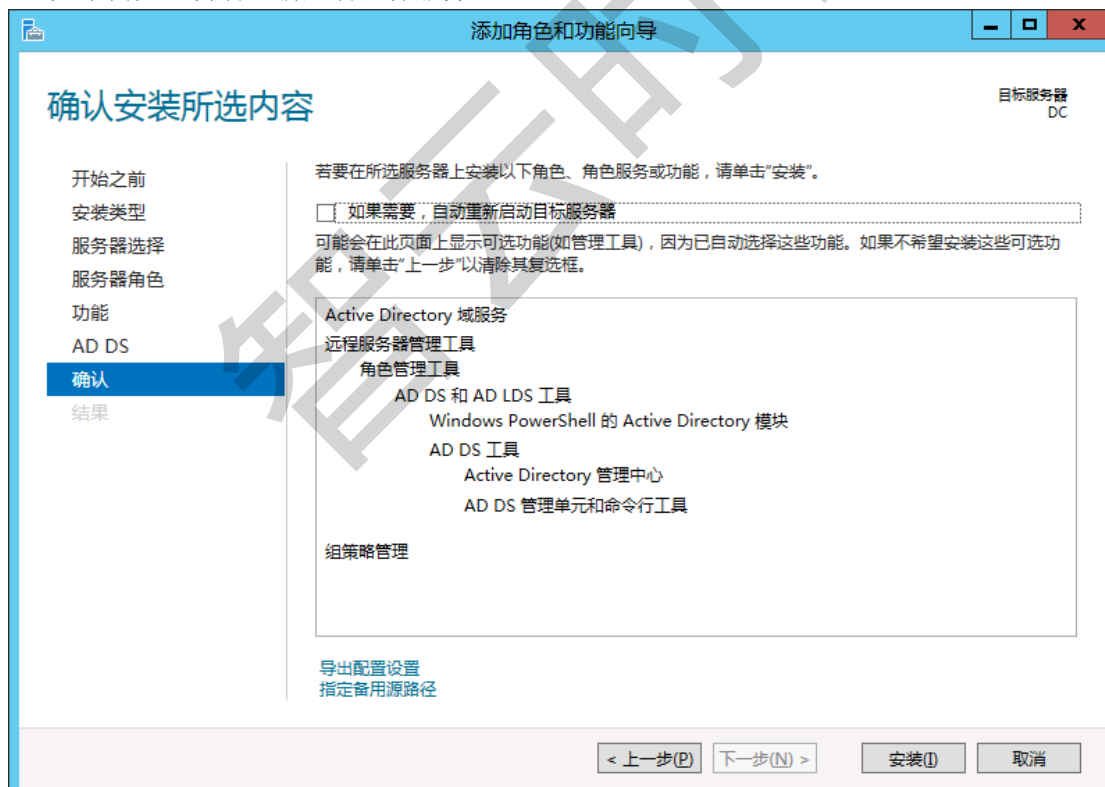 添加角色和功能向导
确认安装所选内容
目标服务器
DC
开始之前
安装类型
服务器选择
服务器角色
功能
AD DS
确认
结果
若要在所选服务器上安装以下角色、角色服务或功能，请单击"安装"。
如果需要，自动重新启动目标服务器
可能会在此页面上显示可选功能(如管理工具)，因为已自动选择这些功能。如果不希望安装这些可选功
能，请单击"上一步"以清除其复选框。
Active Directory 域服务
远程服务器管理工具
角色管理工具
AD DS 和 AD LDS 工具
Windows PowerShell 的 Active Directory 模块
AD DS 工具
Active Directory 管理中心
AD DS 管理单元和命令行工具
组策略管理
导出配置设置
指定备用源路径
< 上一步(P)
下一步(N) >
安装(I)
取消
智云的